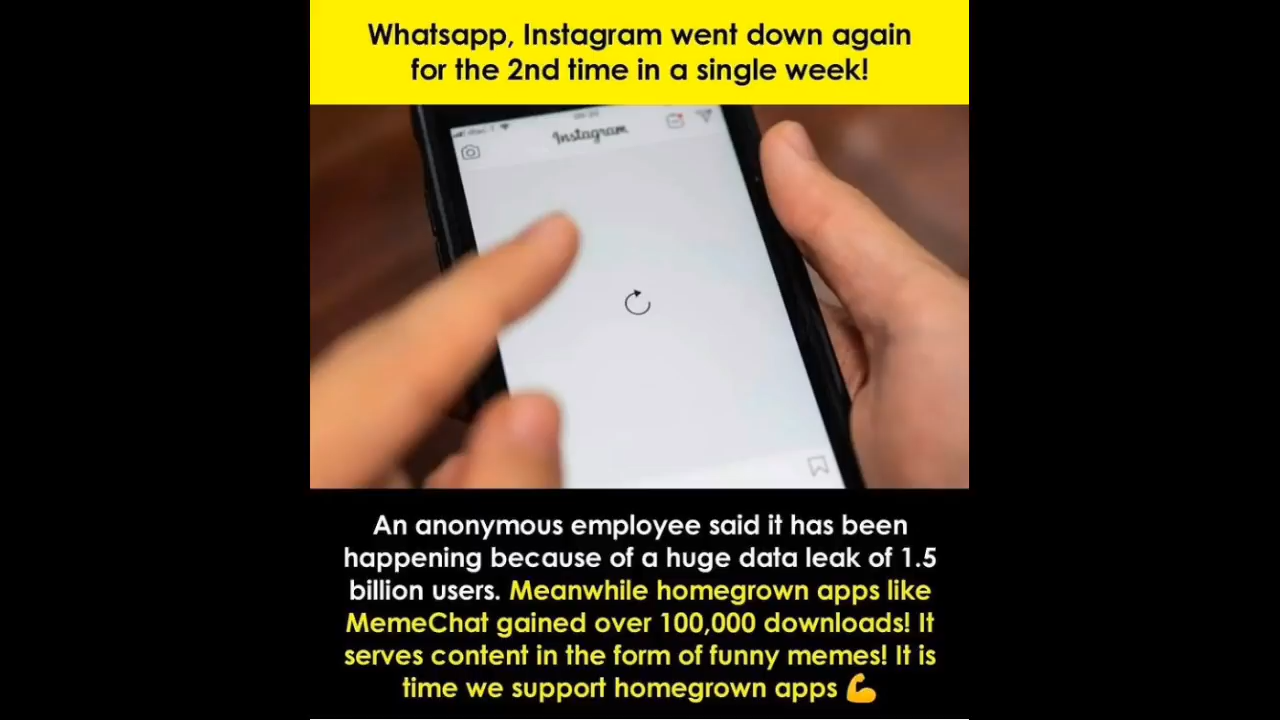 Whatsapp, Instagram went down again
for the 2nd time in a single week!
Instagram
An anonymous employee said it has been
happening because of a huge data leak of 1.5
billion users. Meanwhile homegrown apps like
MemeChat gained over 100,000 downloads! It
serves content in the form of funny memes! It is
time we support homegrown apps 💪